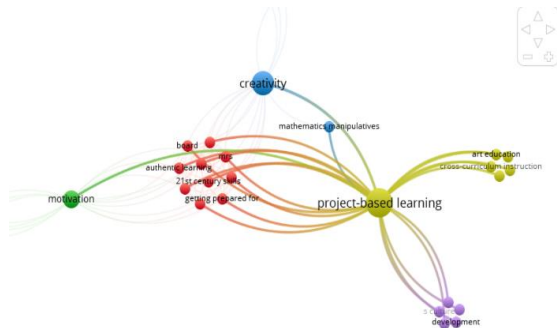 creativity
mathematics manipulatives
board
mrs
authentic learning
21st century skills
getting prepared for
motivation
art education
cross-curriculum instruction
project-based learning
development